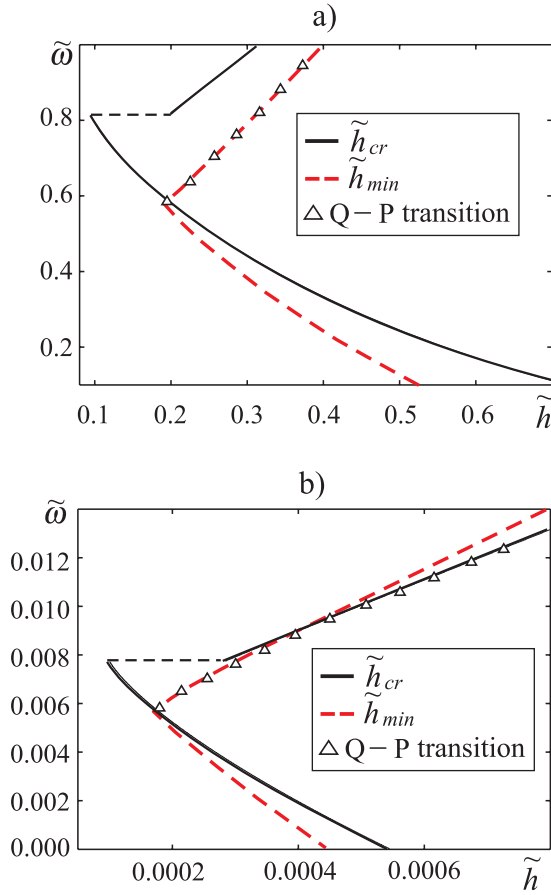 a)
ω̃
0.8
0.6
0.4
0.2
0.1 0.2 0.3 0.4 0.5 0.6 h̃
h̃cr
h̃min
Q – P transition
b)
ω̃
0.012
0.010
0.008
0.006
0.004
0.002
0.000
0.0002 0.0004 0.0006 h̃
h̃cr
h̃min
Q – P transition